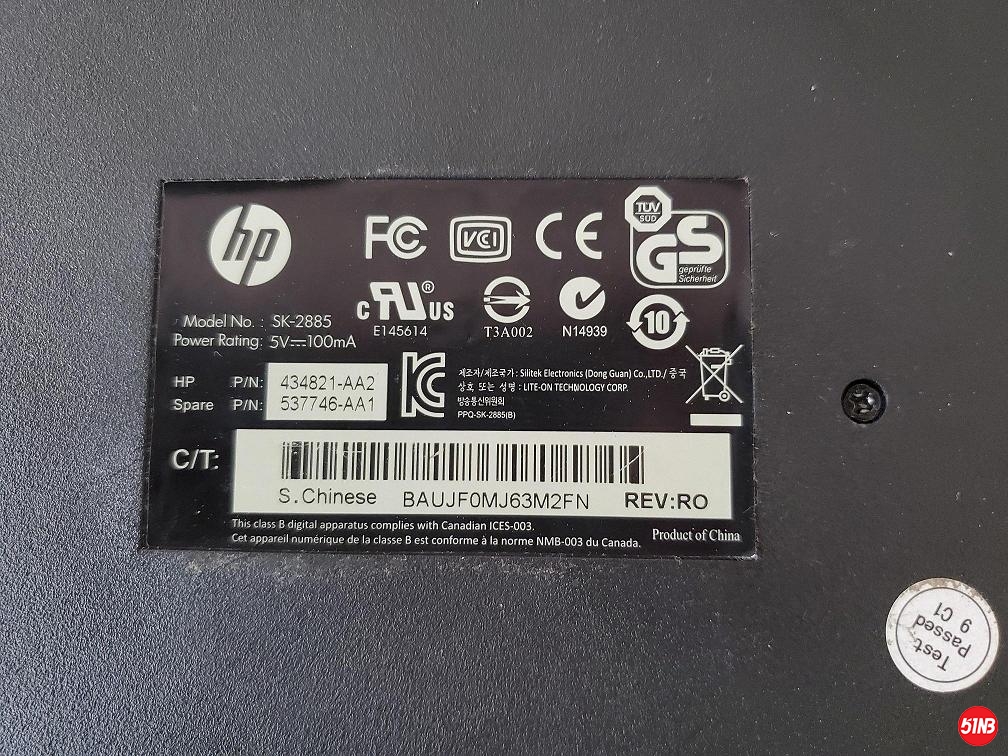 hp
FC
VCCI
CE
TÜV
SÜD
GS
geprüfte
Sicherheit
c RU ® US
E145614
T3A002
N14939
10
Model No. : SK-2885
Power Rating: 5V⎓100mA
HP P/N: 434821-AA2
Spare P/N: 537746-AA1
제조자/제조국가 : Silitek Electronics (Dong Guan) Co.,LTD./ 중국
상호 또는 성명 : LITE-ON TECHNOLOGY CORP.
방송통신위원회
PPQ-SK-2885(B)
C/T:
S.Chinese BAUJF0MJ63M2FN REV:RO
This class B digital apparatus complies with Canadian ICES-003.
Cet appareil numérique de la classe B est conforme à la norme NMB-003 du Canada.
Product of China
Test
Passed
9 C1
51NB